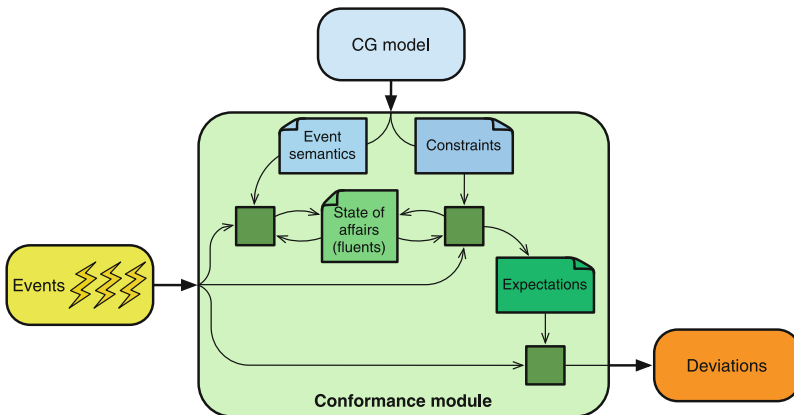 CG model
Event
semantics
Constraints
State of
affairs
(fluents)
Events
Expectations
Deviations
Conformance module